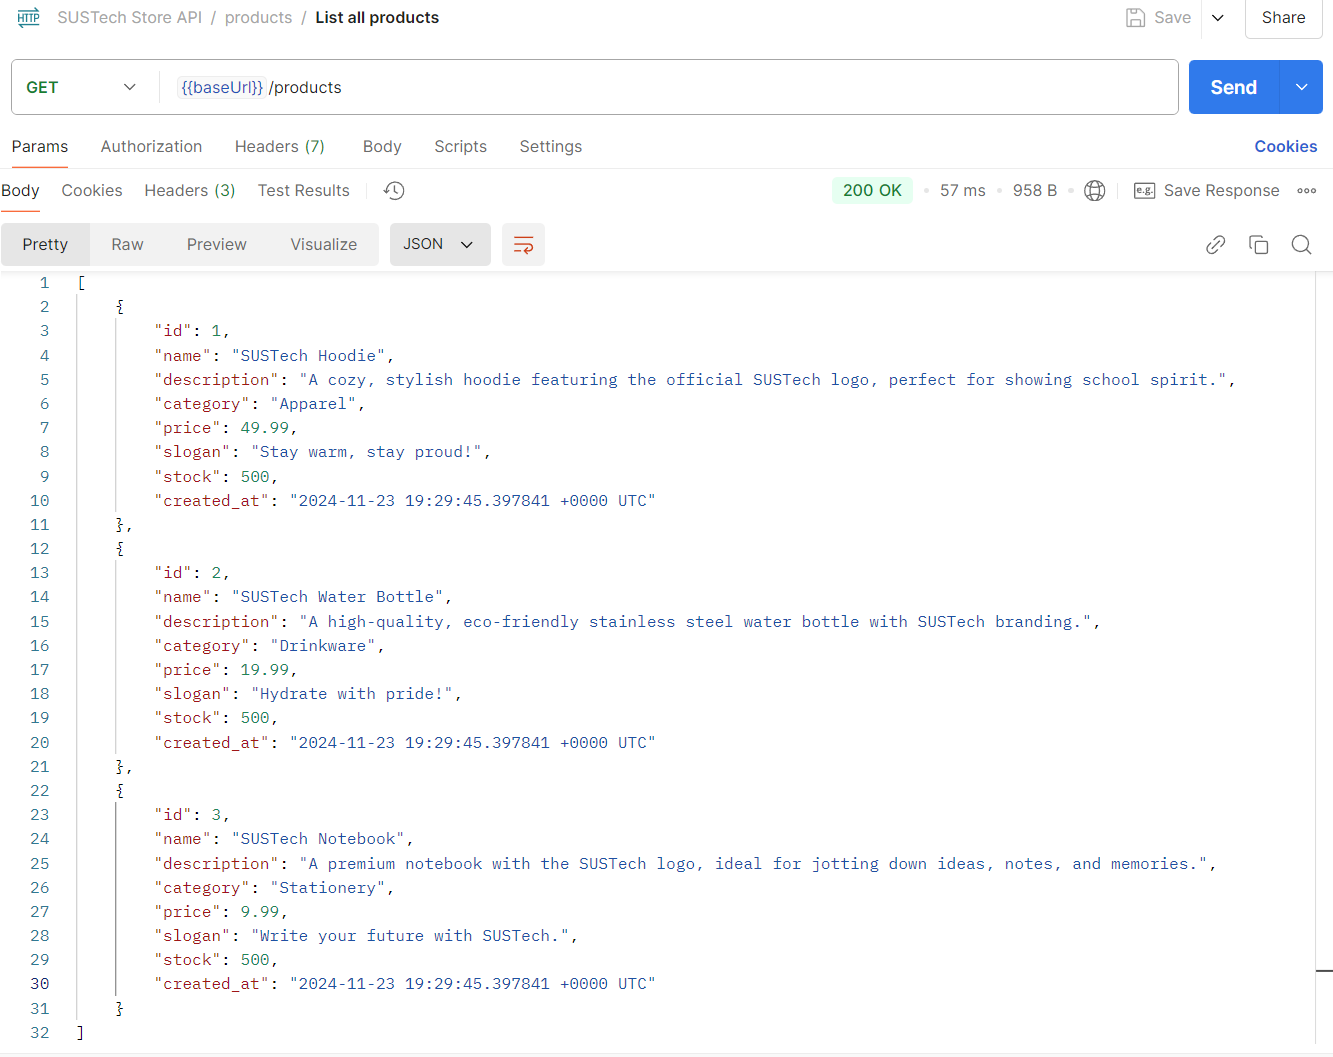 HTTP SUSTech Store API / products / List all products Save Share
GET {{baseUrl}} /products Send
Params Authorization Headers (7) Body Scripts Settings Cookies
Body Cookies Headers (3) Test Results 200 OK • 57 ms • 958 B • e.g. Save Response
Pretty Raw Preview Visualize JSON
1 [
2 {
3 "id": 1,
4 "name": "SUSTech Hoodie",
5 "description": "A cozy, stylish hoodie featuring the official SUSTech logo, perfect for showing school spirit.",
6 "category": "Apparel",
7 "price": 49.99,
8 "slogan": "Stay warm, stay proud!",
9 "stock": 500,
10 "created_at": "2024-11-23 19:29:45.397841 +0000 UTC"
11 },
12 {
13 "id": 2,
14 "name": "SUSTech Water Bottle",
15 "description": "A high-quality, eco-friendly stainless steel water bottle with SUSTech branding.",
16 "category": "Drinkware",
17 "price": 19.99,
18 "slogan": "Hydrate with pride!",
19 "stock": 500,
20 "created_at": "2024-11-23 19:29:45.397841 +0000 UTC"
21 },
22 {
23 "id": 3,
24 "name": "SUSTech Notebook",
25 "description": "A premium notebook with the SUSTech logo, ideal for jotting down ideas, notes, and memories.",
26 "category": "Stationery",
27 "price": 9.99,
28 "slogan": "Write your future with SUSTech.",
29 "stock": 500,
30 "created_at": "2024-11-23 19:29:45.397841 +0000 UTC"
31 }
32 ]